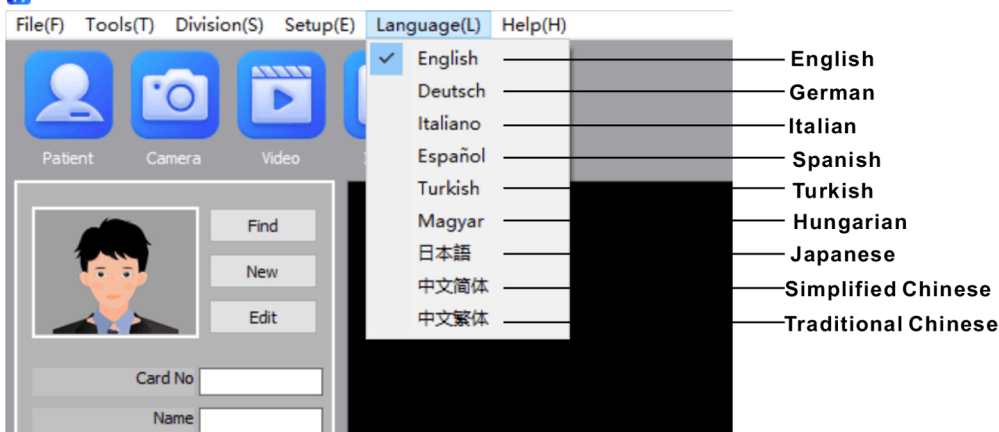 File(F) Tools(T) Division(S) Setup(E) Language(L) Help(H)
English English
Deutsch German
Italiano Italian
Español Spanish
Turkish Turkish
Magyar Hungarian
日本語 Japanese
中文简体 Simplified Chinese
中文繁体 Traditional Chinese
Patient Camera Video
Find
New
Edit
Card No
Name